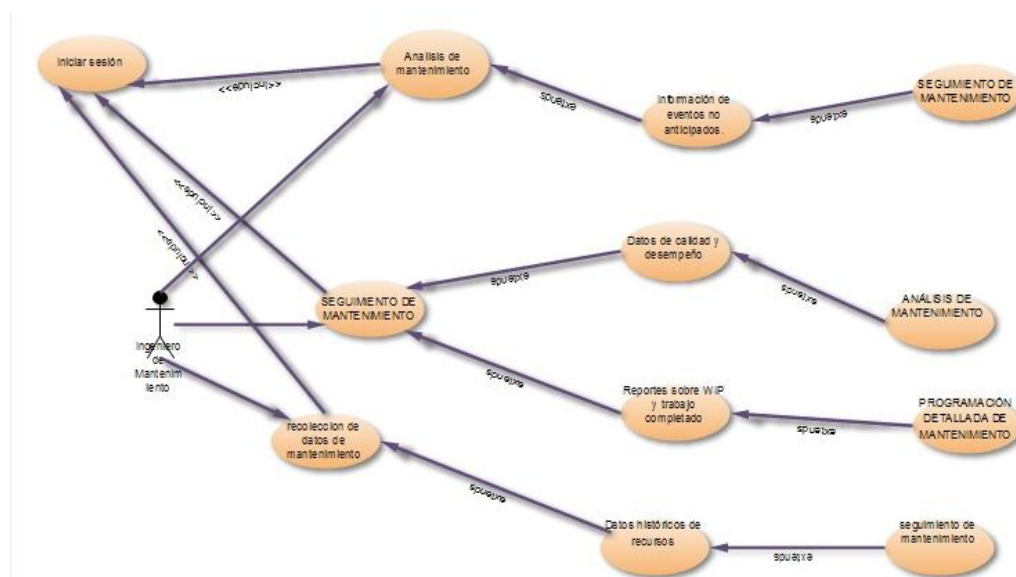 Iniciar sesión
Analisis de
mantenimiento
<<include>>
extends
Información de
eventos no
anticipados.
extends
SEGUIMIENTO DE
MANTENIMIENTO
<<include>>
<<include>>
Ingeniero
de
Mantenim
iento
SEGUIMIENTO DE
MANTENIMIENTO
extends
Datos de calidad y
desempeño
extends
ANÁLISIS DE
MANTENIMIENTO
extends
Reportes sobre WIP
y trabajo
completado
extends
PROGRAMACIÓN
DETALLADA DE
MANTENIMIENTO
recoleccion de
datos de
mantenimiento
extends
Datos históricos de
recursos
extends
seguimiento de
mantenimiento